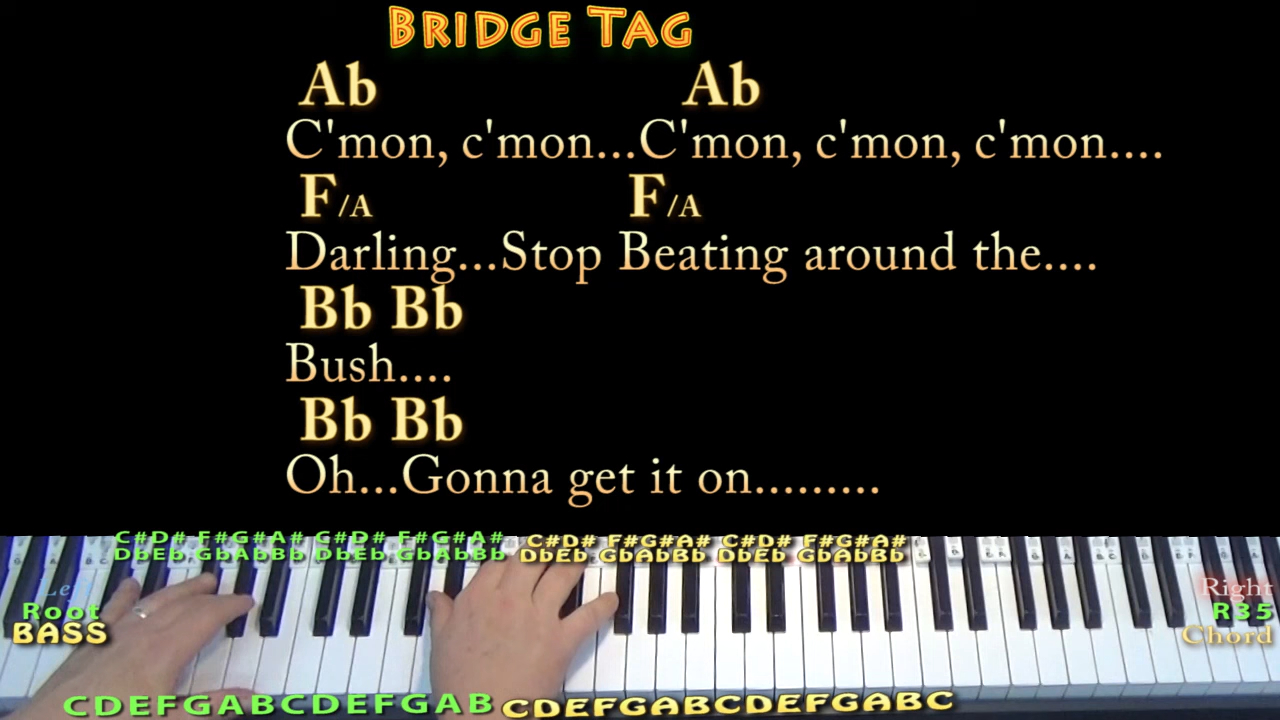 BRIDGE TAG
Ab Ab
C'mon, c'mon...C'mon, c'mon, c'mon....
F/A F/A
Darling...Stop Beating around the....
Bb Bb
Bush....
Bb Bb
Oh...Gonna get it on.........
C#D# F#G#A# C#D# F#G#A# C#D# F#G#A# C#D# F#G#A#
DbEb GbAbBb DbEb GbAbBb DbEb GbAbBb DbEb GbAbBb
Left Right
Root R35
BASS Chord
CDEFGABCDEFGAB CDEFGABCDEFGABC